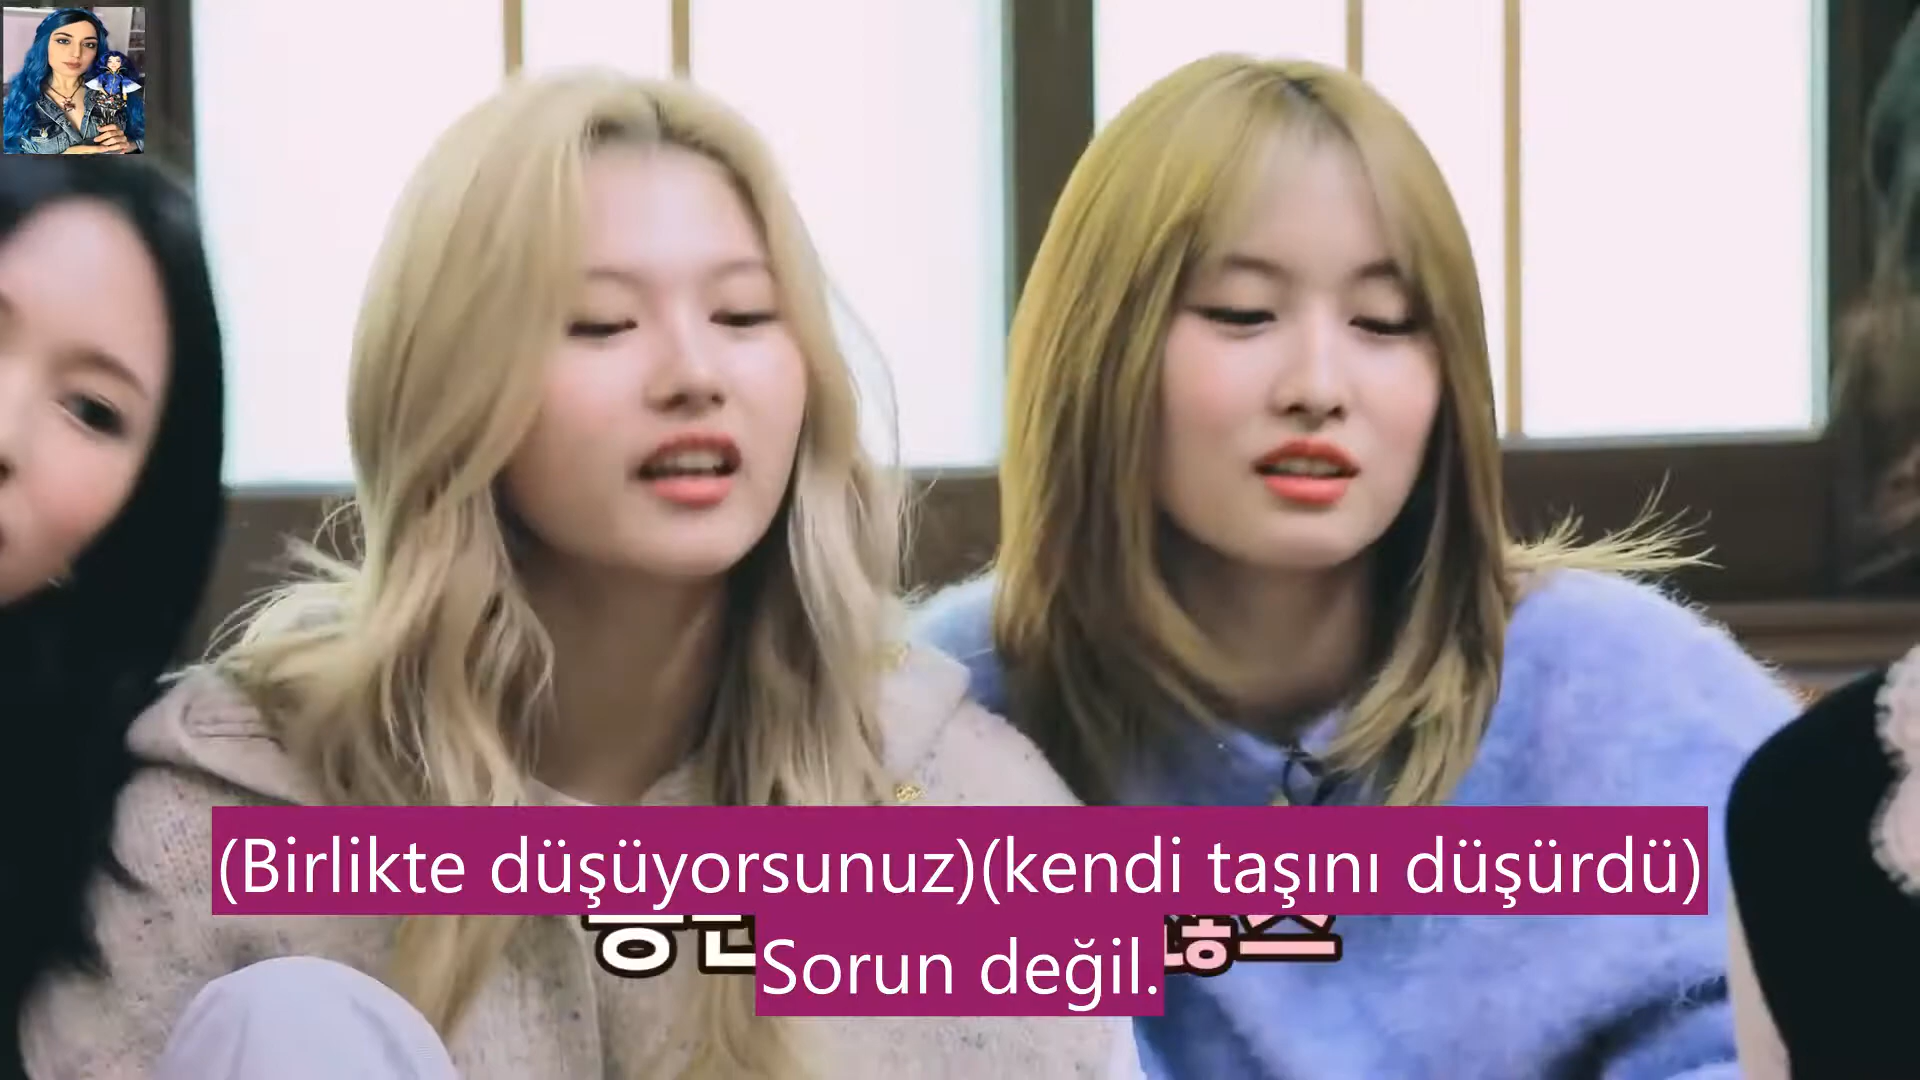 (Birlikte düşüyorsunuz)(kendi taşını düşürdü)
Sorun değil.